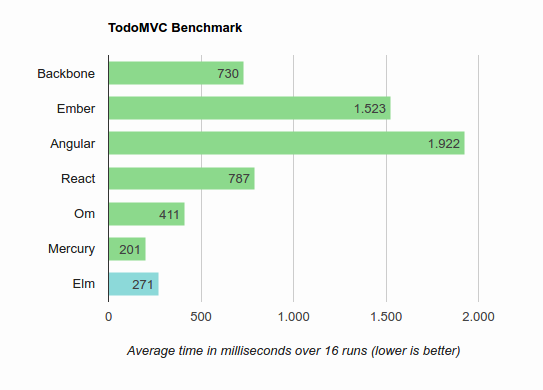 TodoMVC Benchmark
Backbone 730
Ember 1.523
Angular 1.922
React 787
Om 411
Mercury 201
Elm 271
0 500 1.000 1.500 2.000
Average time in milliseconds over 16 runs (lower is better)